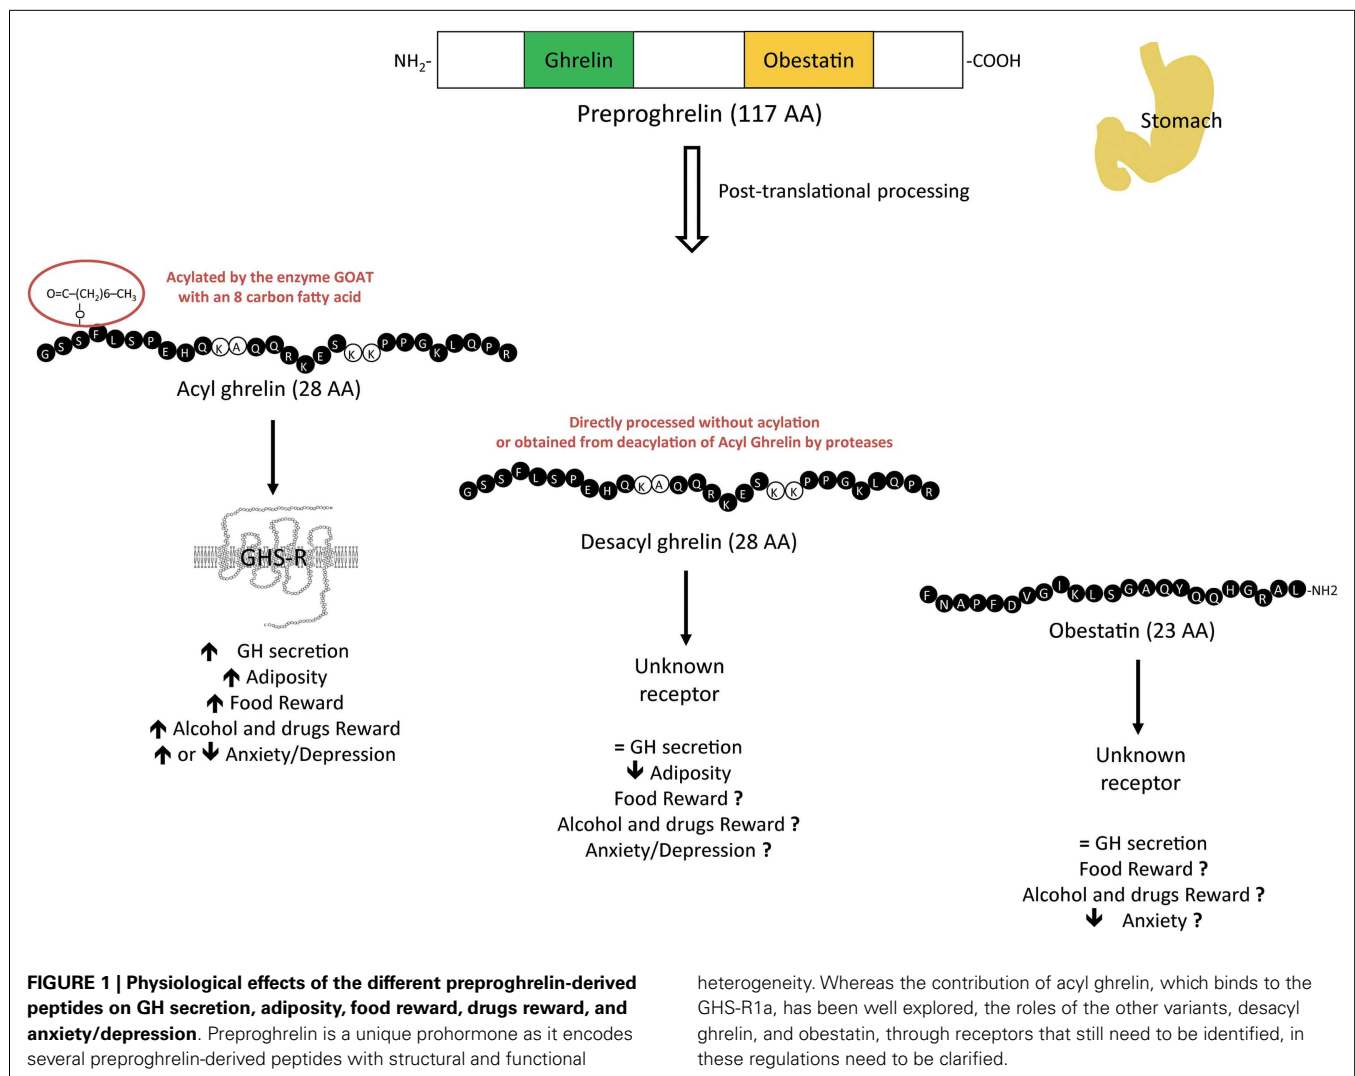 NH2-
Ghrelin
Obestatin
-COOH
Preproghrelin (117 AA)
Stomach
Post-translational processing
Acylated by the enzyme GOAT
with an 8 carbon fatty acid
O=C–(CH2)6–CH3
O
G S S F L S P E H Q K A Q Q R K E S K K P P G K L Q P R
Acyl ghrelin (28 AA)
GHS-R
↑ GH secretion
↑ Adiposity
↑ Food Reward
↑ Alcohol and drugs Reward
↑ or ↓ Anxiety/Depression
Directly processed without acylation
or obtained from deacylation of Acyl Ghrelin by proteases
G S S F L S P E H Q K A Q Q R K E S K K P P G K L Q P R
Desacyl ghrelin (28 AA)
Unknown
receptor
= GH secretion
↓ Adiposity
Food Reward ?
Alcohol and drugs Reward ?
Anxiety/Depression ?
F N A P F D V G I K L S G A Q Y Q Q H G R A L -NH2
Obestatin (23 AA)
Unknown
receptor
= GH secretion
Food Reward ?
Alcohol and drugs Reward ?
↓ Anxiety ?
FIGURE 1 | Physiological effects of the different preproghrelin-derived
peptides on GH secretion, adiposity, food reward, drugs reward, and
anxiety/depression. Preproghrelin is a unique prohormone as it encodes
several preproghrelin-derived peptides with structural and functional
heterogeneity. Whereas the contribution of acyl ghrelin, which binds to the
GHS-R1a, has been well explored, the roles of the other variants, desacyl
ghrelin, and obestatin, through receptors that still need to be identified, in
these regulations need to be clarified.